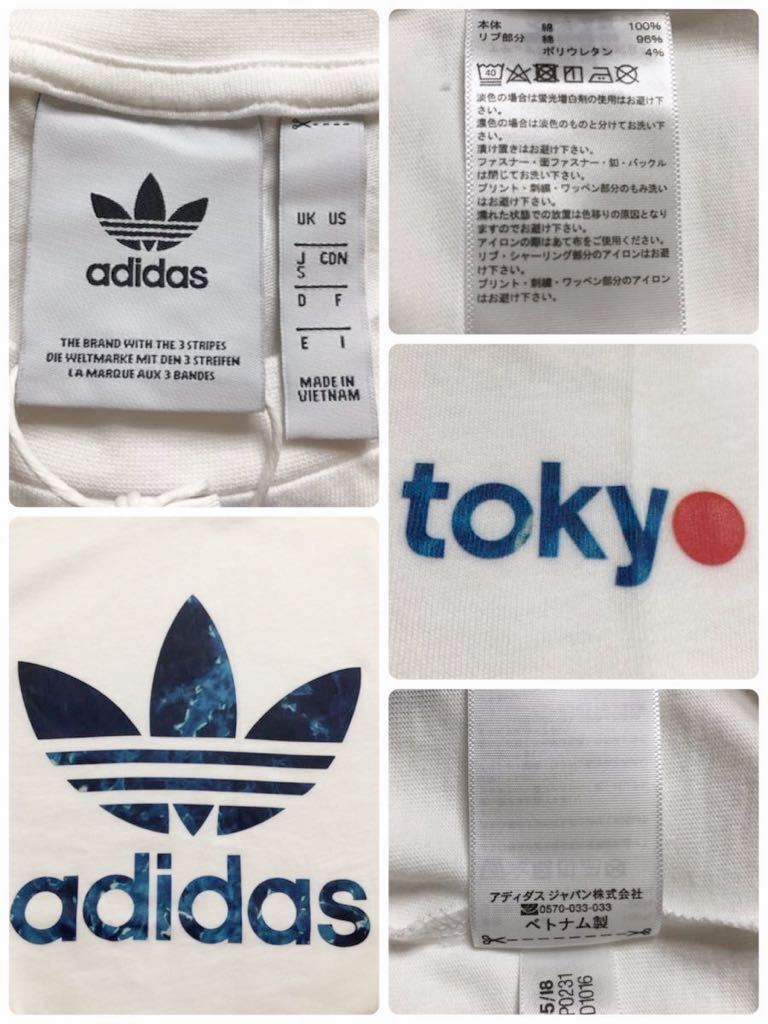 adidas
THE BRAND WITH THE 3 STRIPES
DIE WELTMARKE MIT DEN 3 STREIFEN
LA MARQUE AUX 3 BANDES
UK US
J CDN
S
D F
E I
MADE IN
VIETNAM
本体 綿 100%
リブ部分 綿 96%
ポリウレタン 4%
40
淡色の場合は蛍光増白剤の使用はお避け下
さい。
濃色の場合は淡色のものと分けてお洗い下
さい。
漬け置きはお避け下さい。
ファスナー・面ファスナー・釦・バックル
は閉じてお洗い下さい。
プリント・刺繍・ワッペン部分のもみ洗い
はお避け下さい。
濡れた状態での放置は色移りの原因となり
ますのでお避け下さい。
アイロンの際はあて布をご使用ください。
リブ・シャーリング部分のアイロンはお避
け下さい。
プリント・刺繍・ワッペン部分のアイロン
はお避け下さい。
tokyo
adidas
アディダス ジャパン株式会社
0570-033-033
ベトナム製
5/18
P0231
D1016